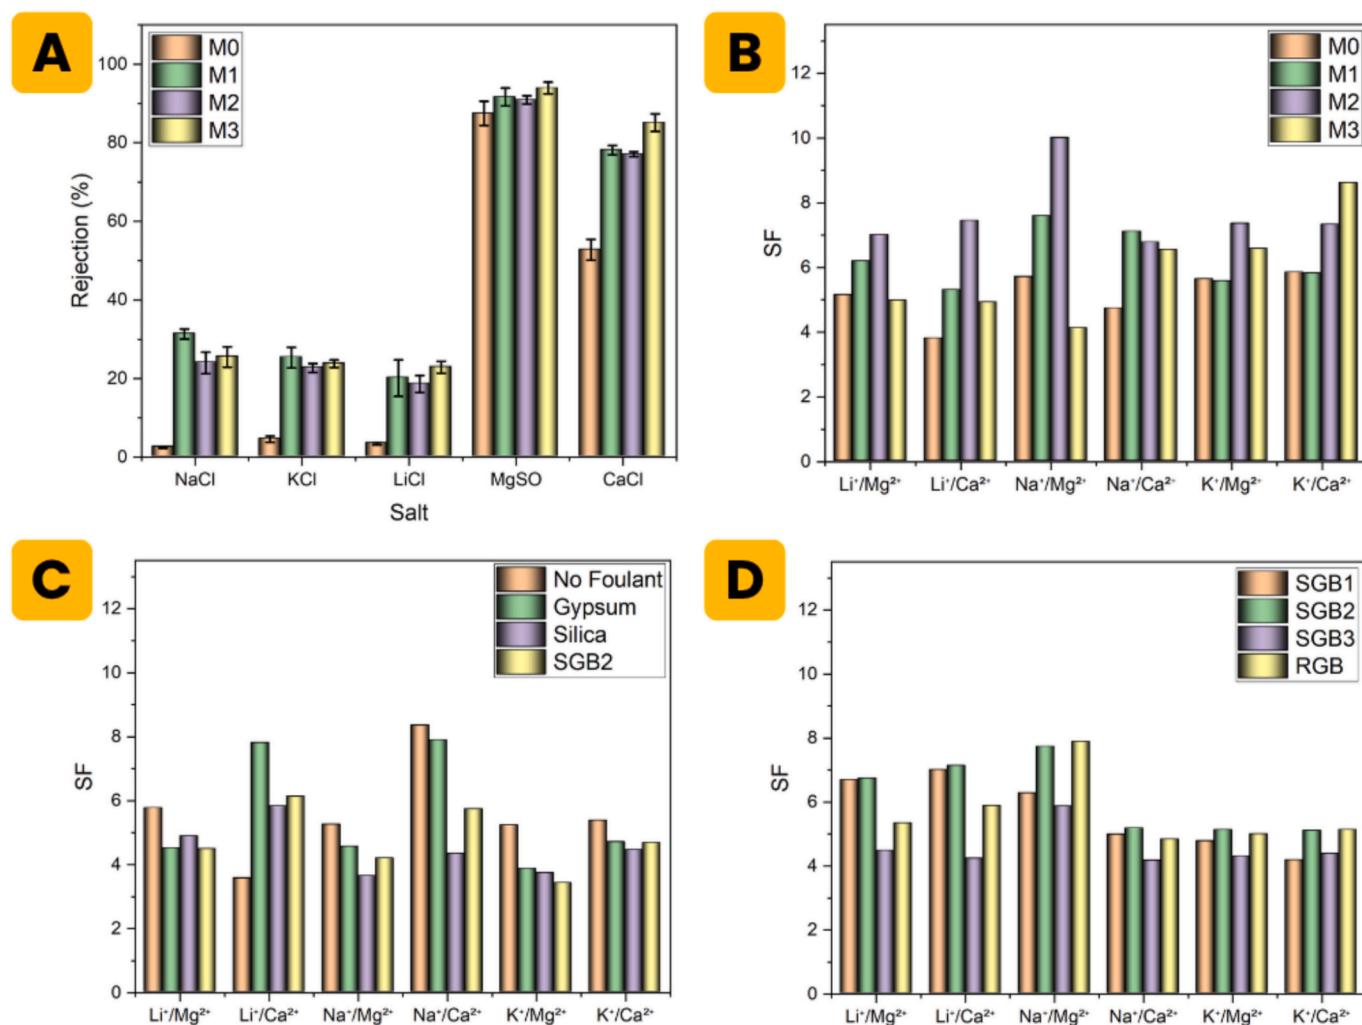 A
M0
M1
M2
M3
100
80
60
40
20
0
Rejection (%)
NaCl
KCl
LiCl
MgSO
CaCl
Salt
B
M0
M1
M2
M3
12
10
8
6
4
2
0
SF
Li⁺/Mg²⁺
Li⁺/Ca²⁺
Na⁺/Mg²⁺
Na⁺/Ca²⁺
K⁺/Mg²⁺
K⁺/Ca²⁺
C
No Foulant
Gypsum
Silica
SGB2
12
10
8
6
4
2
0
SF
Li⁺/Mg²⁺
Li⁺/Ca²⁺
Na⁺/Mg²⁺
Na⁺/Ca²⁺
K⁺/Mg²⁺
K⁺/Ca²⁺
D
SGB1
SGB2
SGB3
RGB
12
10
8
6
4
2
0
SF
Li⁺/Mg²⁺
Li⁺/Ca²⁺
Na⁺/Mg²⁺
Na⁺/Ca²⁺
K⁺/Mg²⁺
K⁺/Ca²⁺